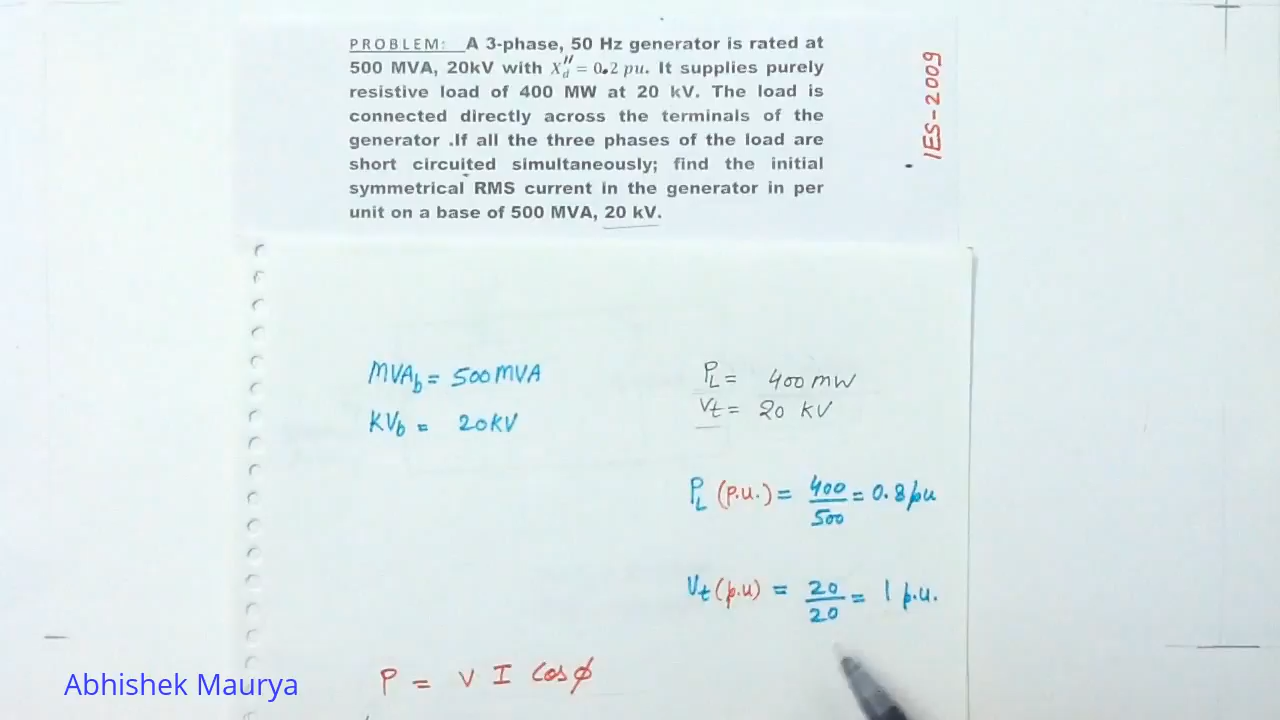 PROBLEM: A 3-phase, 50 Hz generator is rated at
500 MVA, 20kV with X''d = 0.2 pu. It supplies purely
resistive load of 400 MW at 20 kV. The load is
connected directly across the terminals of the
generator .If all the three phases of the load are
short circuited simultaneously; find the initial
symmetrical RMS current in the generator in per
unit on a base of 500 MVA, 20 kV.
IES-2009
MVAb = 500MVA
KVb = 20KV
PL = 400 MW
Vt = 20 KV
PL (p.u.) = 400/500 = 0.8 pu
Vt (p.u) = 20/20 = 1 p.u.
P = V I cosϕ
Abhishek Maurya